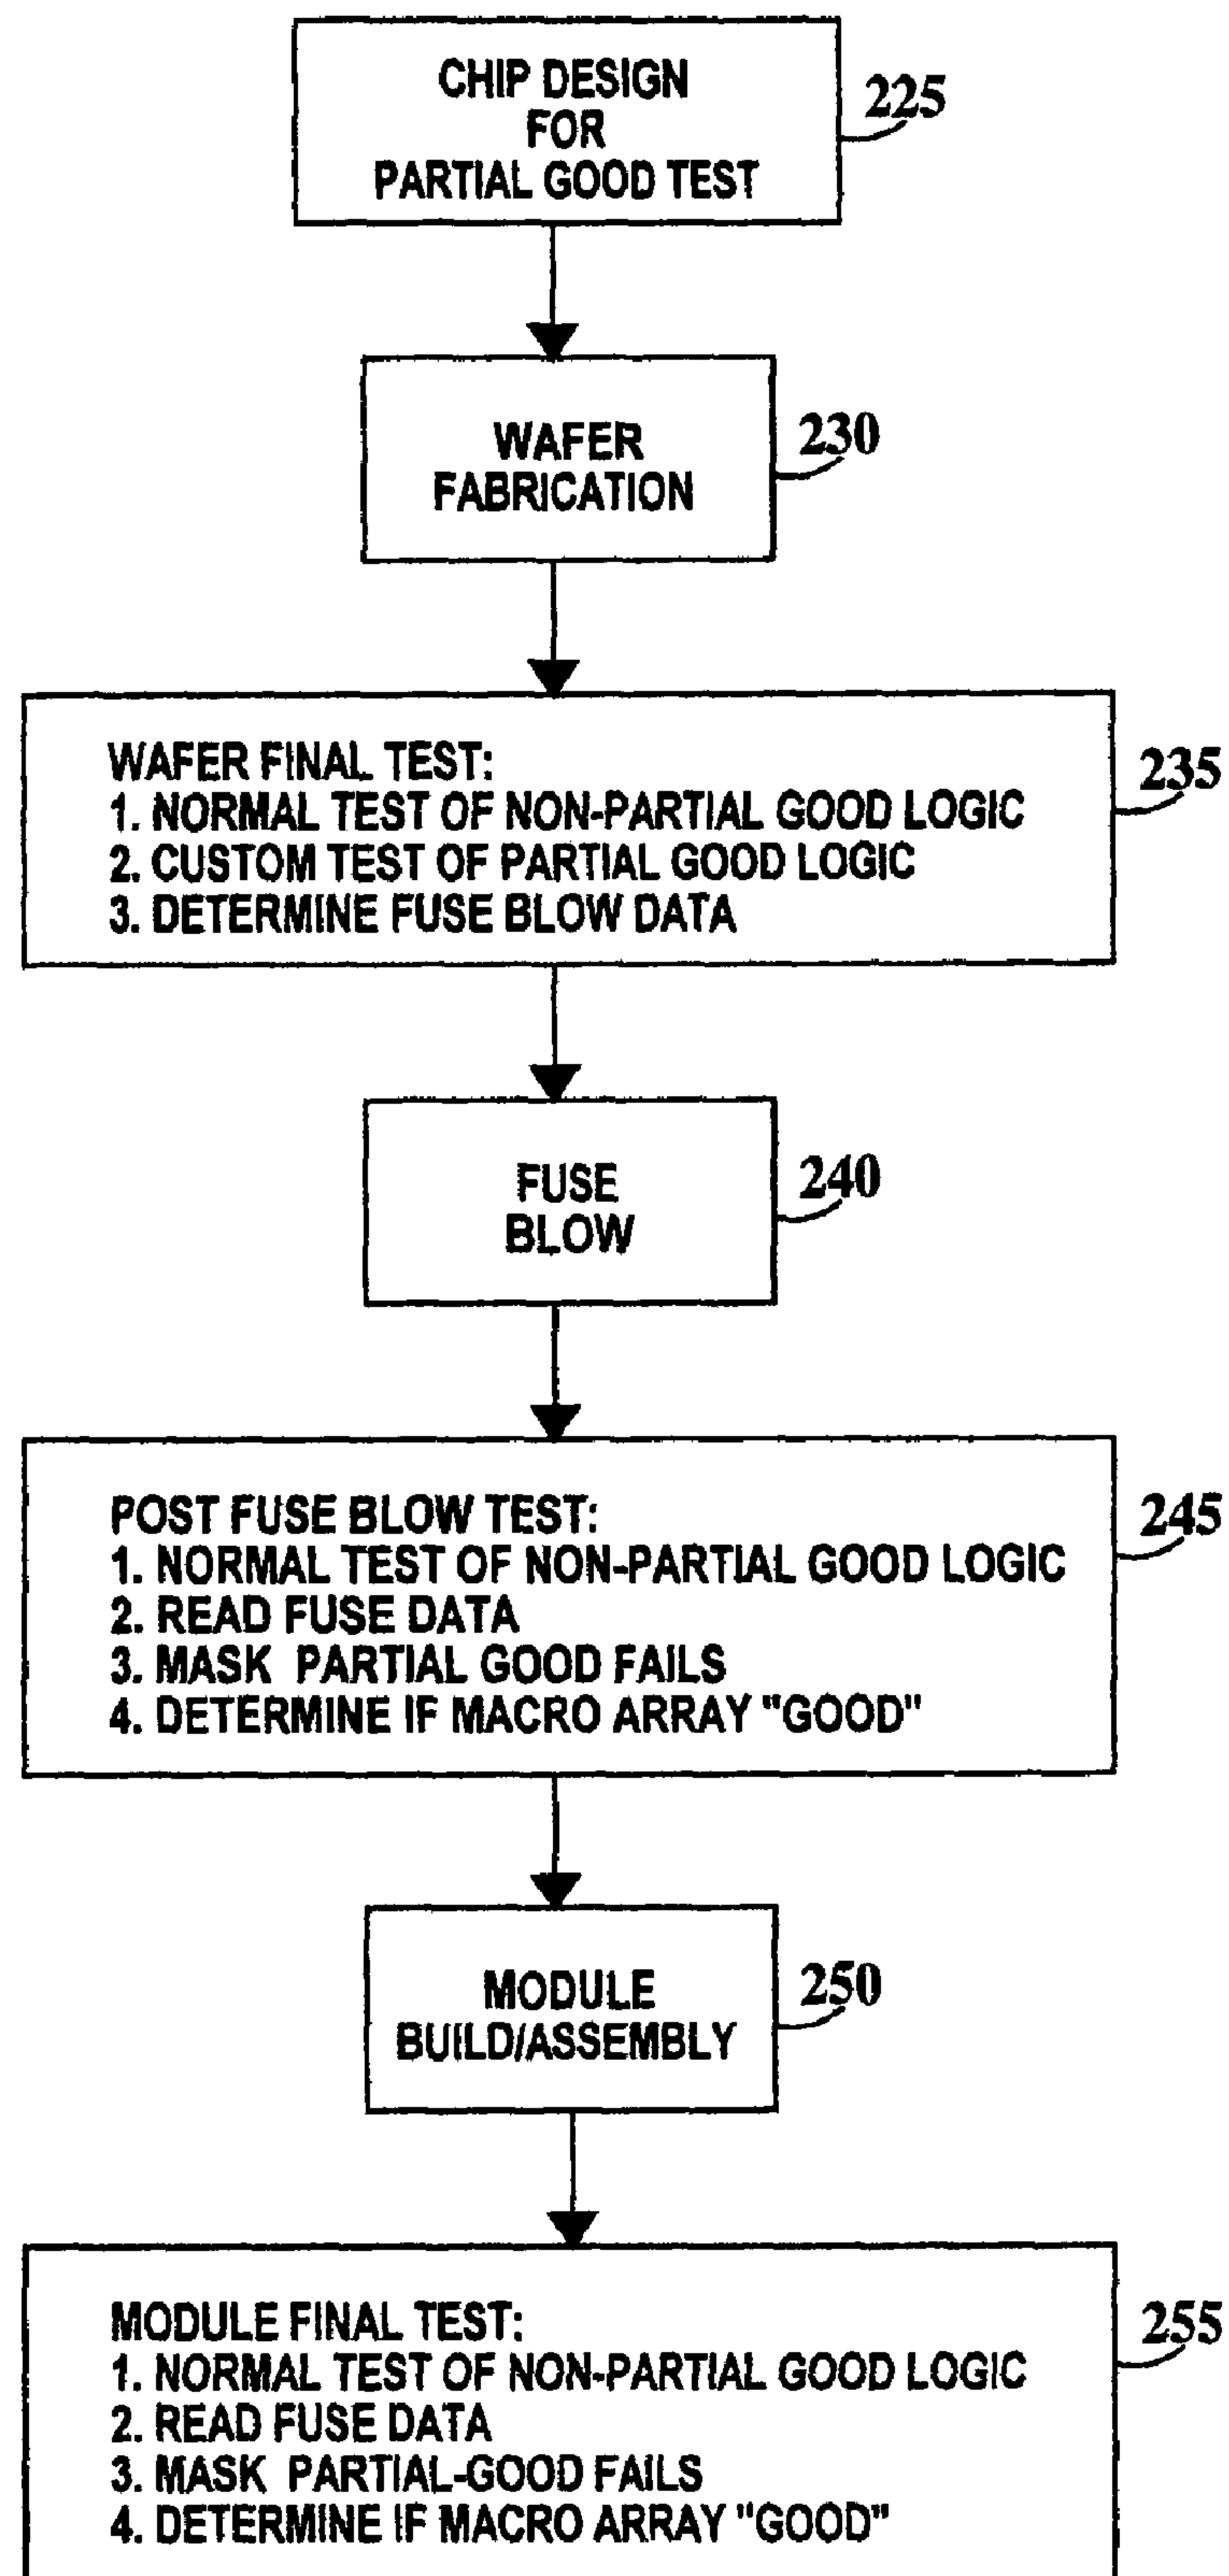 CHIP DESIGN
FOR
PARTIAL GOOD TEST
225
WAFER
FABRICATION
230
WAFER FINAL TEST:
1. NORMAL TEST OF NON-PARTIAL GOOD LOGIC
2. CUSTOM TEST OF PARTIAL GOOD LOGIC
3. DETERMINE FUSE BLOW DATA
235
FUSE
BLOW
240
POST FUSE BLOW TEST:
1. NORMAL TEST OF NON-PARTIAL GOOD LOGIC
2. READ FUSE DATA
3. MASK PARTIAL GOOD FAILS
4. DETERMINE IF MACRO ARRAY "GOOD"
245
MODULE
BUILD/ASSEMBLY
250
MODULE FINAL TEST:
1. NORMAL TEST OF NON-PARTIAL GOOD LOGIC
2. READ FUSE DATA
3. MASK PARTIAL-GOOD FAILS
4. DETERMINE IF MACRO ARRAY "GOOD"
255